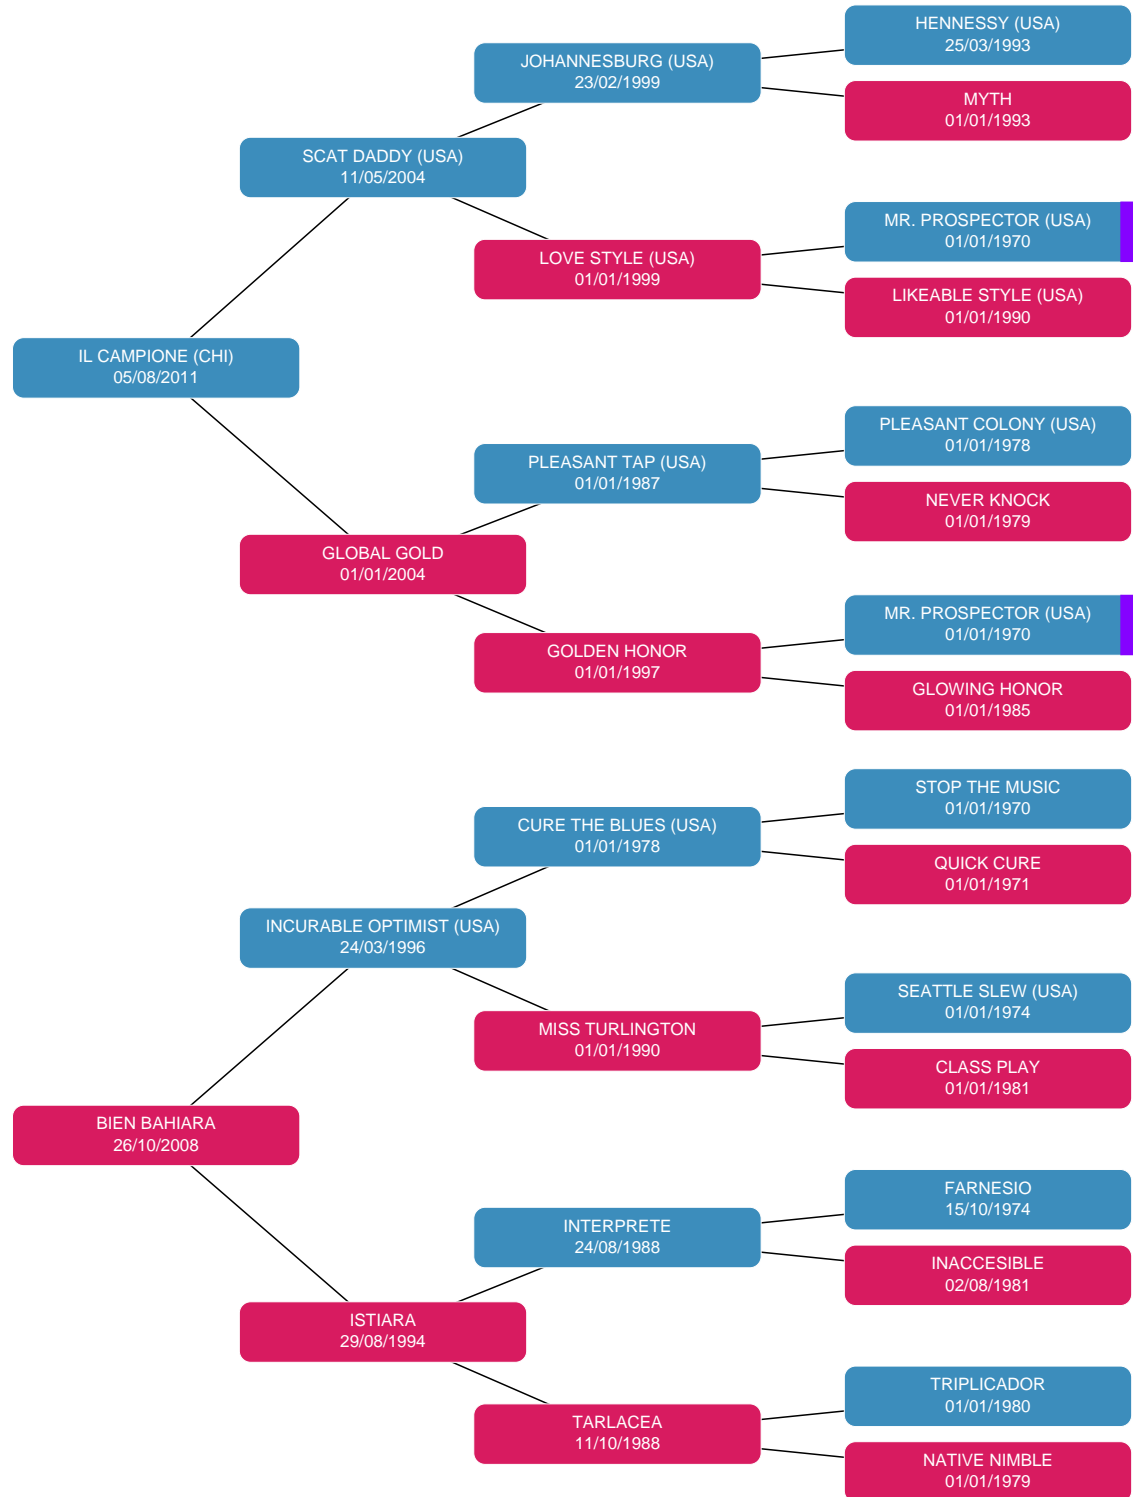 HENNESSY (USA)
25/03/1993
JOHANNESBURG (USA)
23/02/1999
MYTH
01/01/1993
SCAT DADDY (USA)
11/05/2004
MR. PROSPECTOR (USA)
01/01/1970
LOVE STYLE (USA)
01/01/1999
LIKEABLE STYLE (USA)
01/01/1990
IL CAMPIONE (CHI)
05/08/2011
PLEASANT COLONY (USA)
01/01/1978
PLEASANT TAP (USA)
01/01/1987
NEVER KNOCK
01/01/1979
GLOBAL GOLD
01/01/2004
MR. PROSPECTOR (USA)
01/01/1970
GOLDEN HONOR
01/01/1997
GLOWING HONOR
01/01/1985
STOP THE MUSIC
01/01/1970
CURE THE BLUES (USA)
01/01/1978
QUICK CURE
01/01/1971
INCURABLE OPTIMIST (USA)
24/03/1996
SEATTLE SLEW (USA)
01/01/1974
MISS TURLINGTON
01/01/1990
CLASS PLAY
01/01/1981
BIEN BAHIARA
26/10/2008
FARNESIO
15/10/1974
INTERPRETE
24/08/1988
INACCESIBLE
02/08/1981
ISTIARA
29/08/1994
TRIPLICADOR
01/01/1980
TARLACEA
11/10/1988
NATIVE NIMBLE
01/01/1979